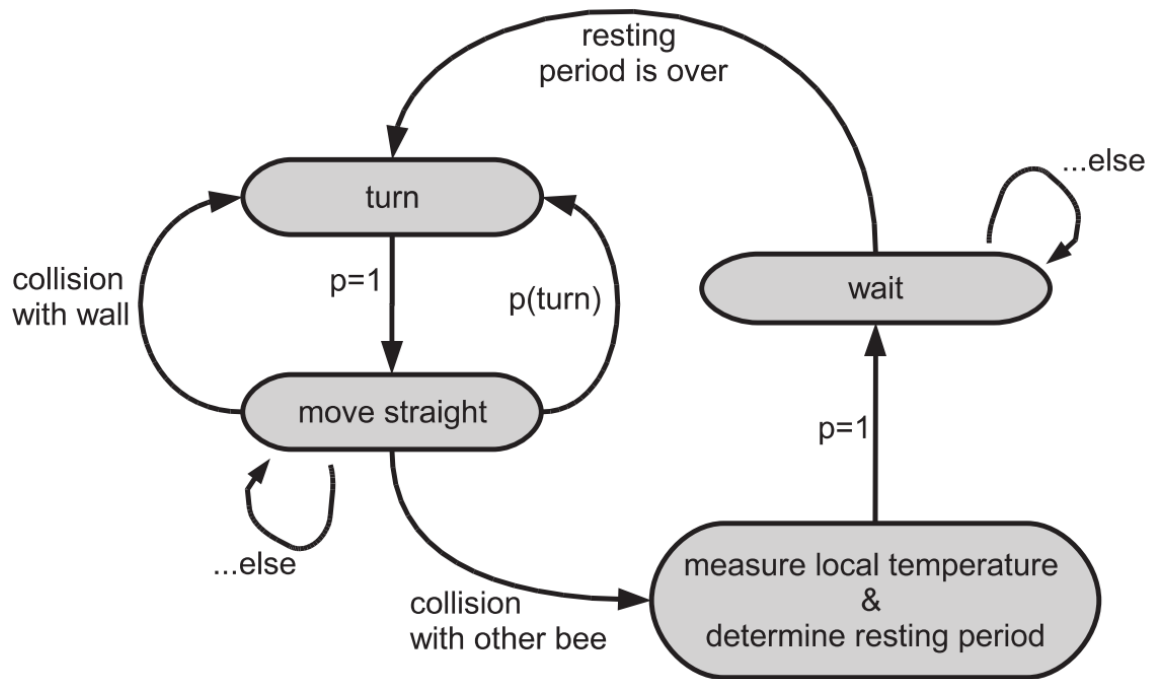 resting
period is over
...else
turn
collision
with wall
p=1
p(turn)
wait
move straight
p=1
...else
measure local temperature
&
determine resting period
collision
with other bee